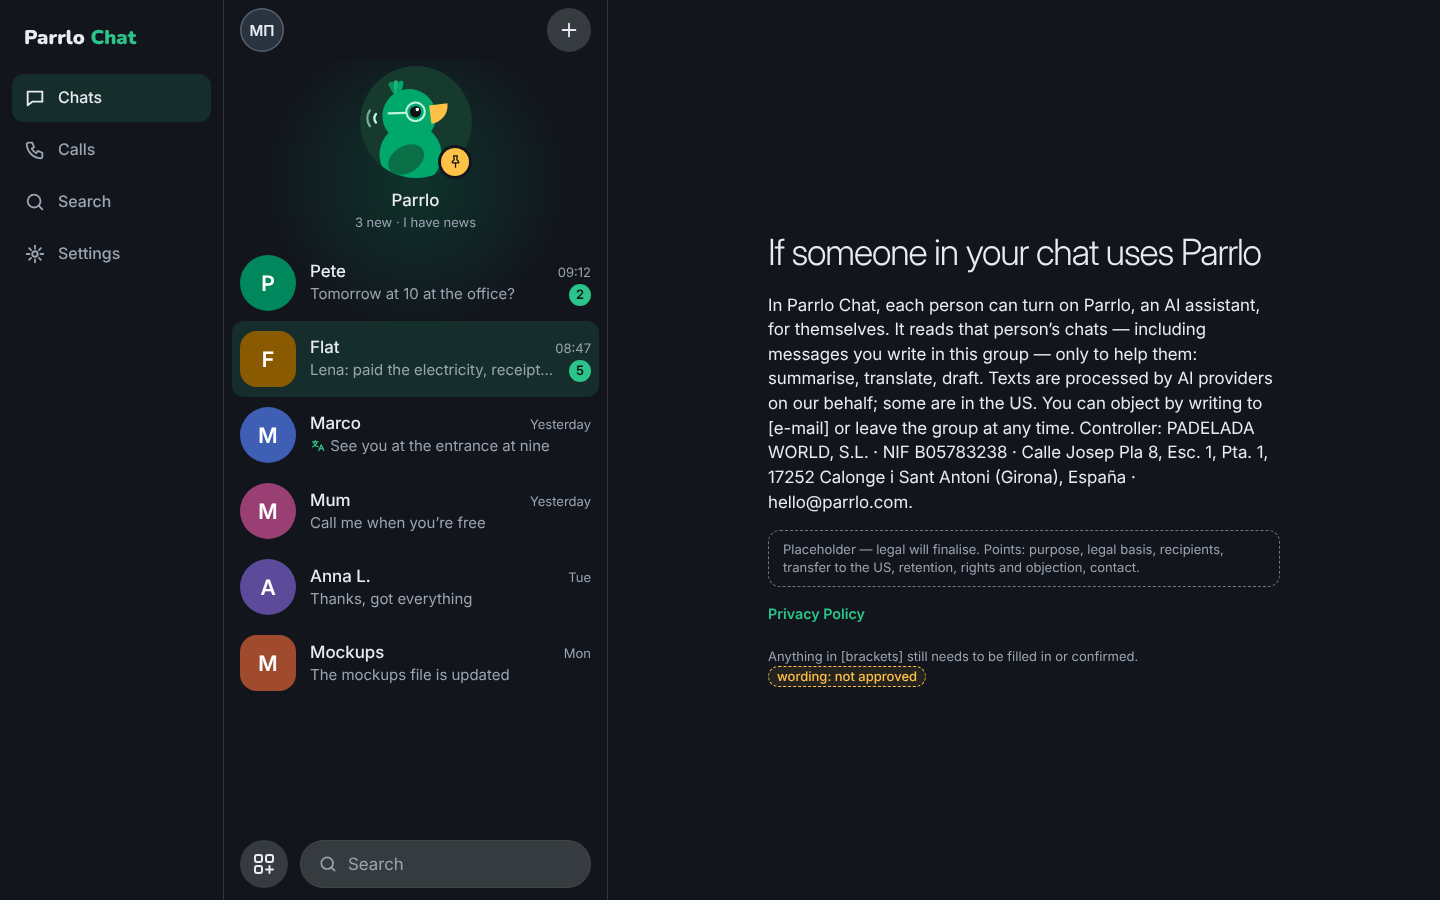 Parrlo Chat
Chats
Calls
Search
Settings
МП
Parrlo
3 new · I have news
P
Pete
09:12
Tomorrow at 10 at the office?
2
F
Flat
08:47
Lena: paid the electricity, receipt…
5
M
Marco
Yesterday
See you at the entrance at nine
M
Mum
Yesterday
Call me when you’re free
A
Anna L.
Tue
Thanks, got everything
M
Mockups
Mon
The mockups file is updated
Search
If someone in your chat uses Parrlo
In Parrlo Chat, each person can turn on Parrlo, an AI assistant,
for themselves. It reads that person’s chats — including
messages you write in this group — only to help them:
summarise, translate, draft. Texts are processed by AI providers
on our behalf; some are in the US. You can object by writing to
[e-mail] or leave the group at any time. Controller: PADELADA
WORLD, S.L. · NIF B05783238 · Calle Josep Pla 8, Esc. 1, Pta. 1,
17252 Calonge i Sant Antoni (Girona), España ·
hello@parrlo.com.
Placeholder — legal will finalise. Points: purpose, legal basis, recipients,
transfer to the US, retention, rights and objection, contact.
Privacy Policy
Anything in [brackets] still needs to be filled in or confirmed.
wording: not approved